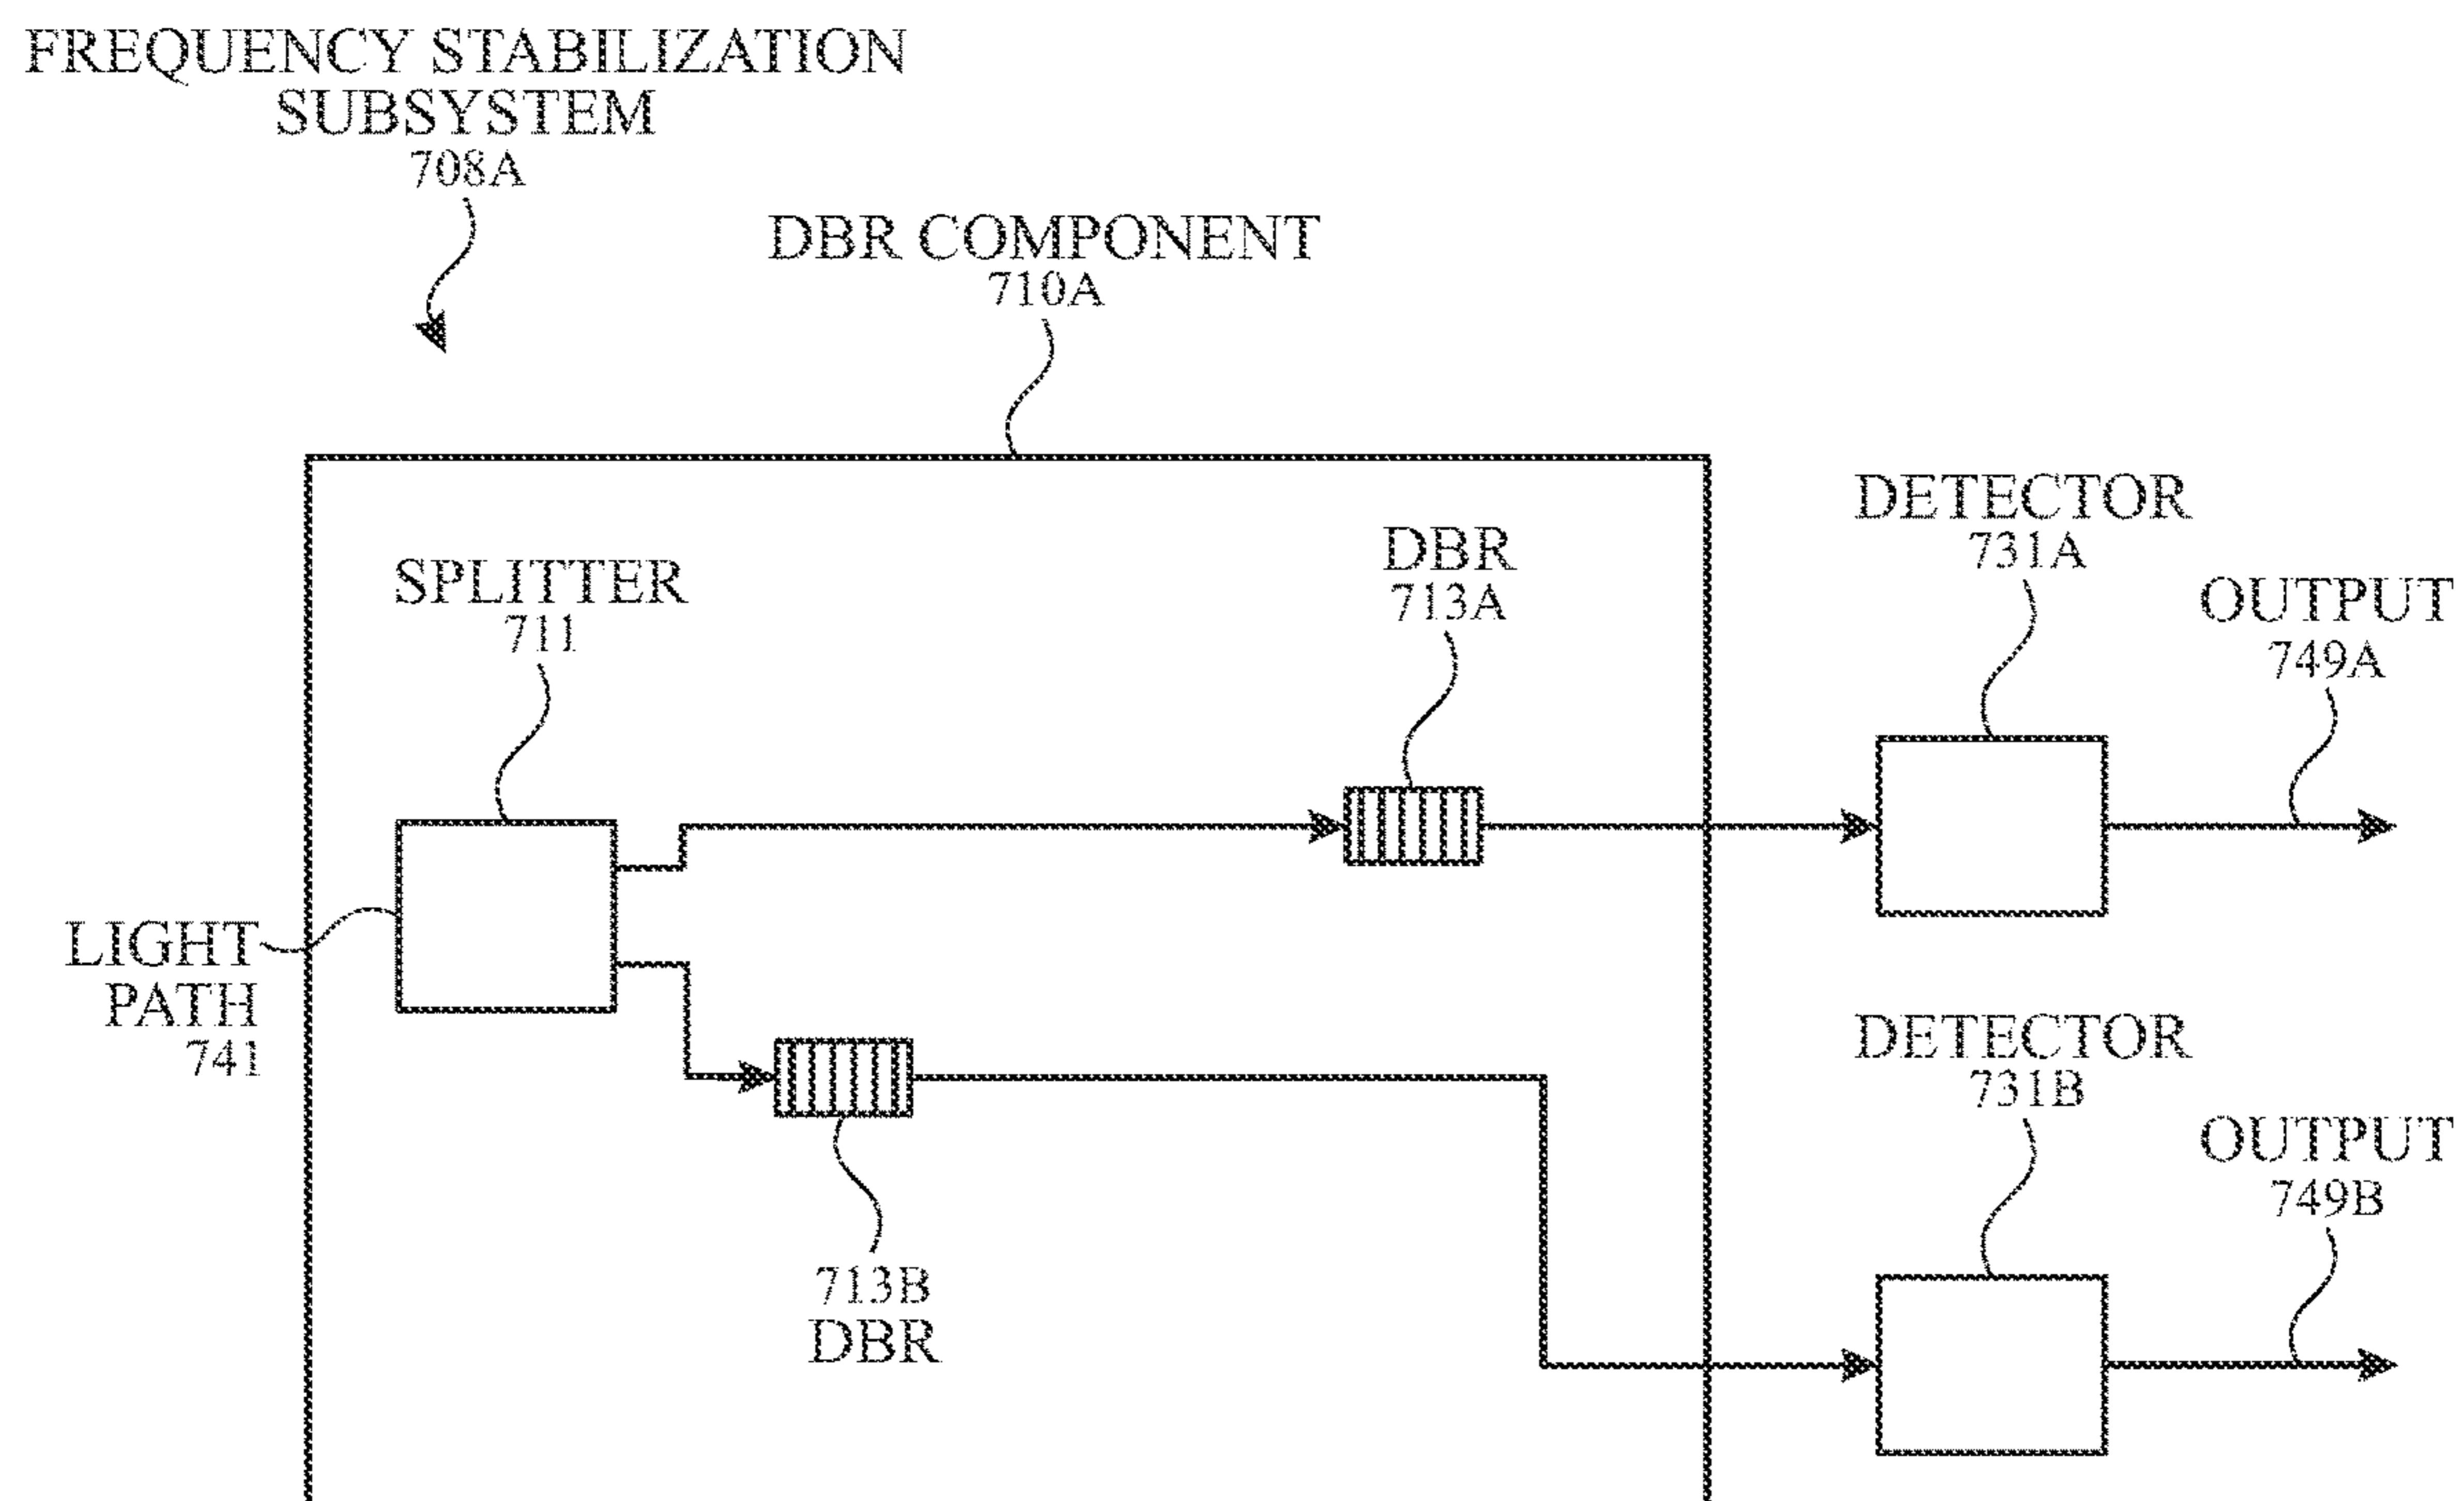 FREQUENCY STABILIZATION
SUBSYSTEM
708A
DBR COMPONENT
710A
SPLITTER
711
DBR
713A
DETECTOR
731A
OUTPUT
749A
LIGHT
PATH
741
713B
DBR
DETECTOR
731B
OUTPUT
749B